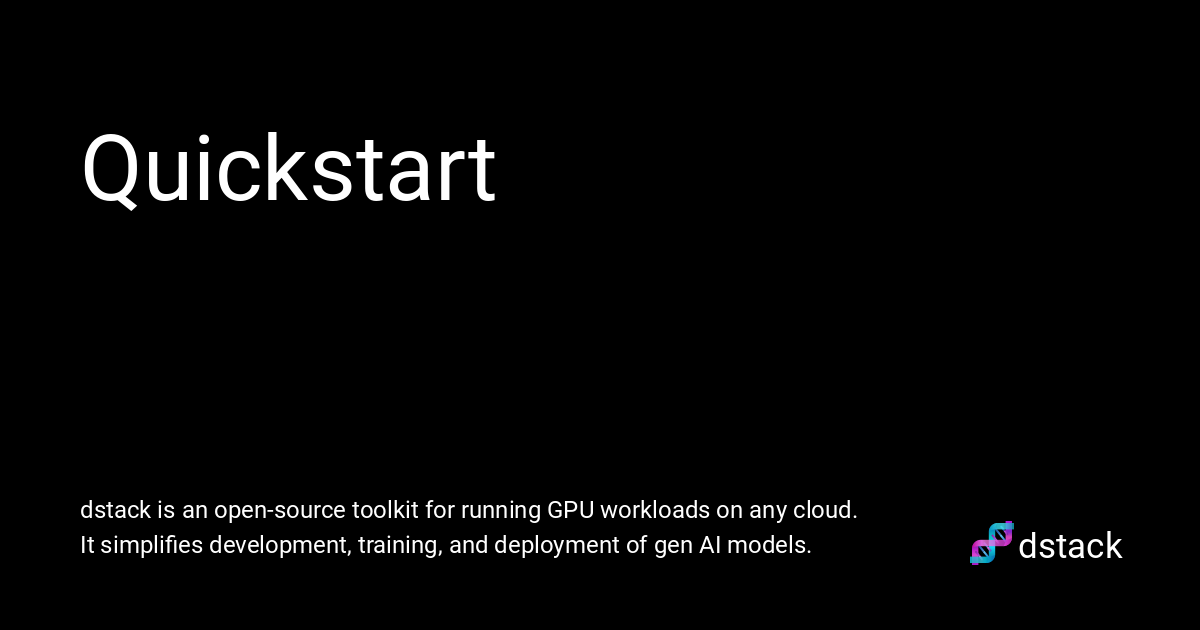 Quickstart
dstack is an open-source toolkit for running GPU workloads on any cloud.
It simplifies development, training, and deployment of gen AI models.
dstack